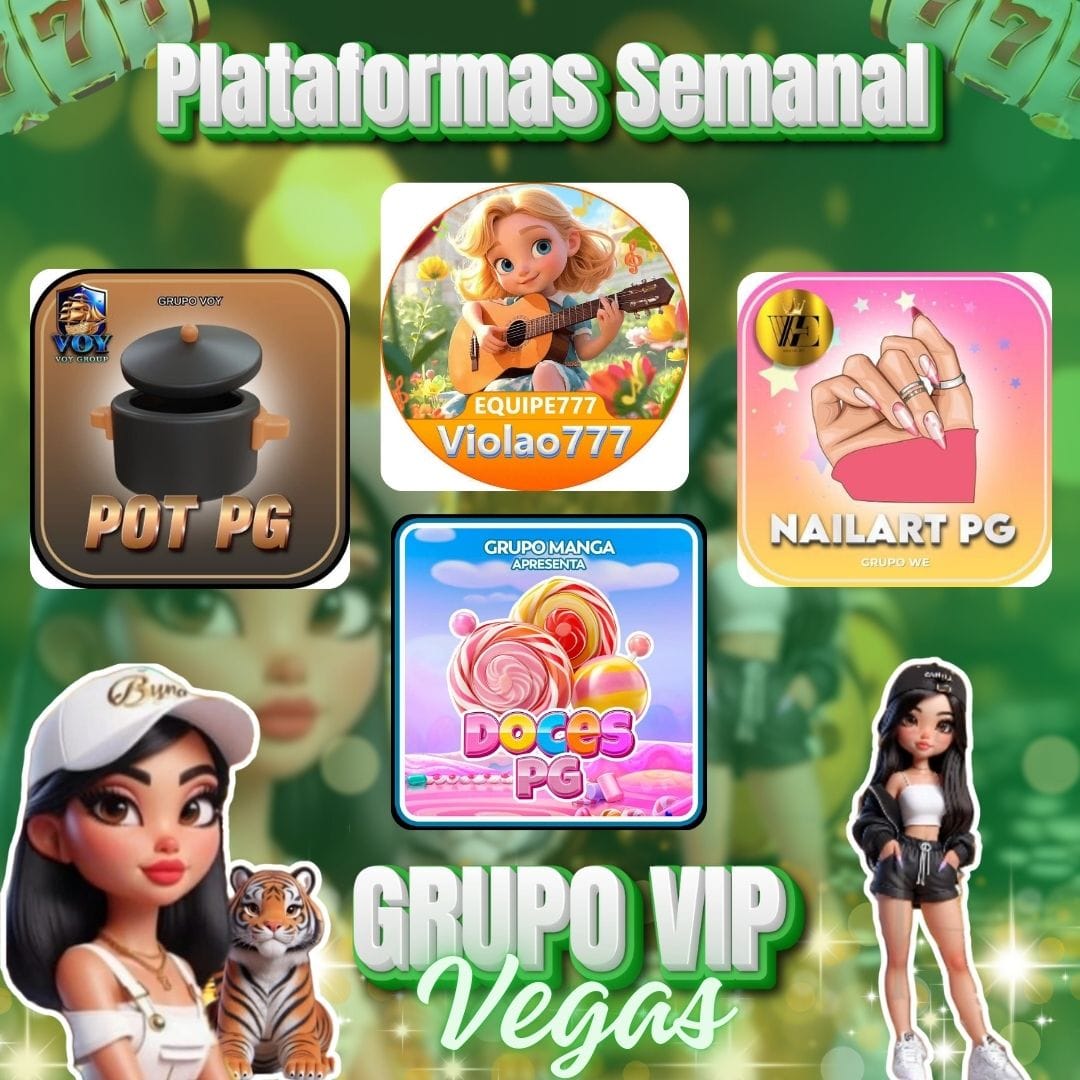 Plataformas Semanal
VOY
VOY GROUP
GRUPO VOY
POT PG
EQUIPE777
Violao777
WE
NAILART PG
GRUPO WE
GRUPO MANGA
APRESENTA
DOCES
PG
GRUPO VIP
Vegas